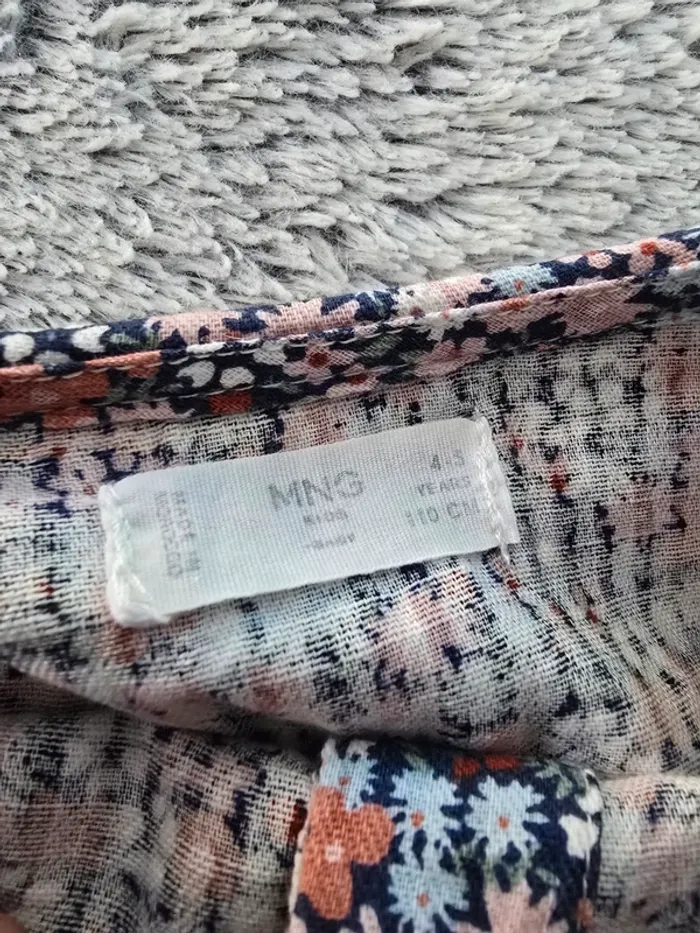 MADE IN
MOROCCO
MNG
KIDS
4-5
YEARS
110 CM